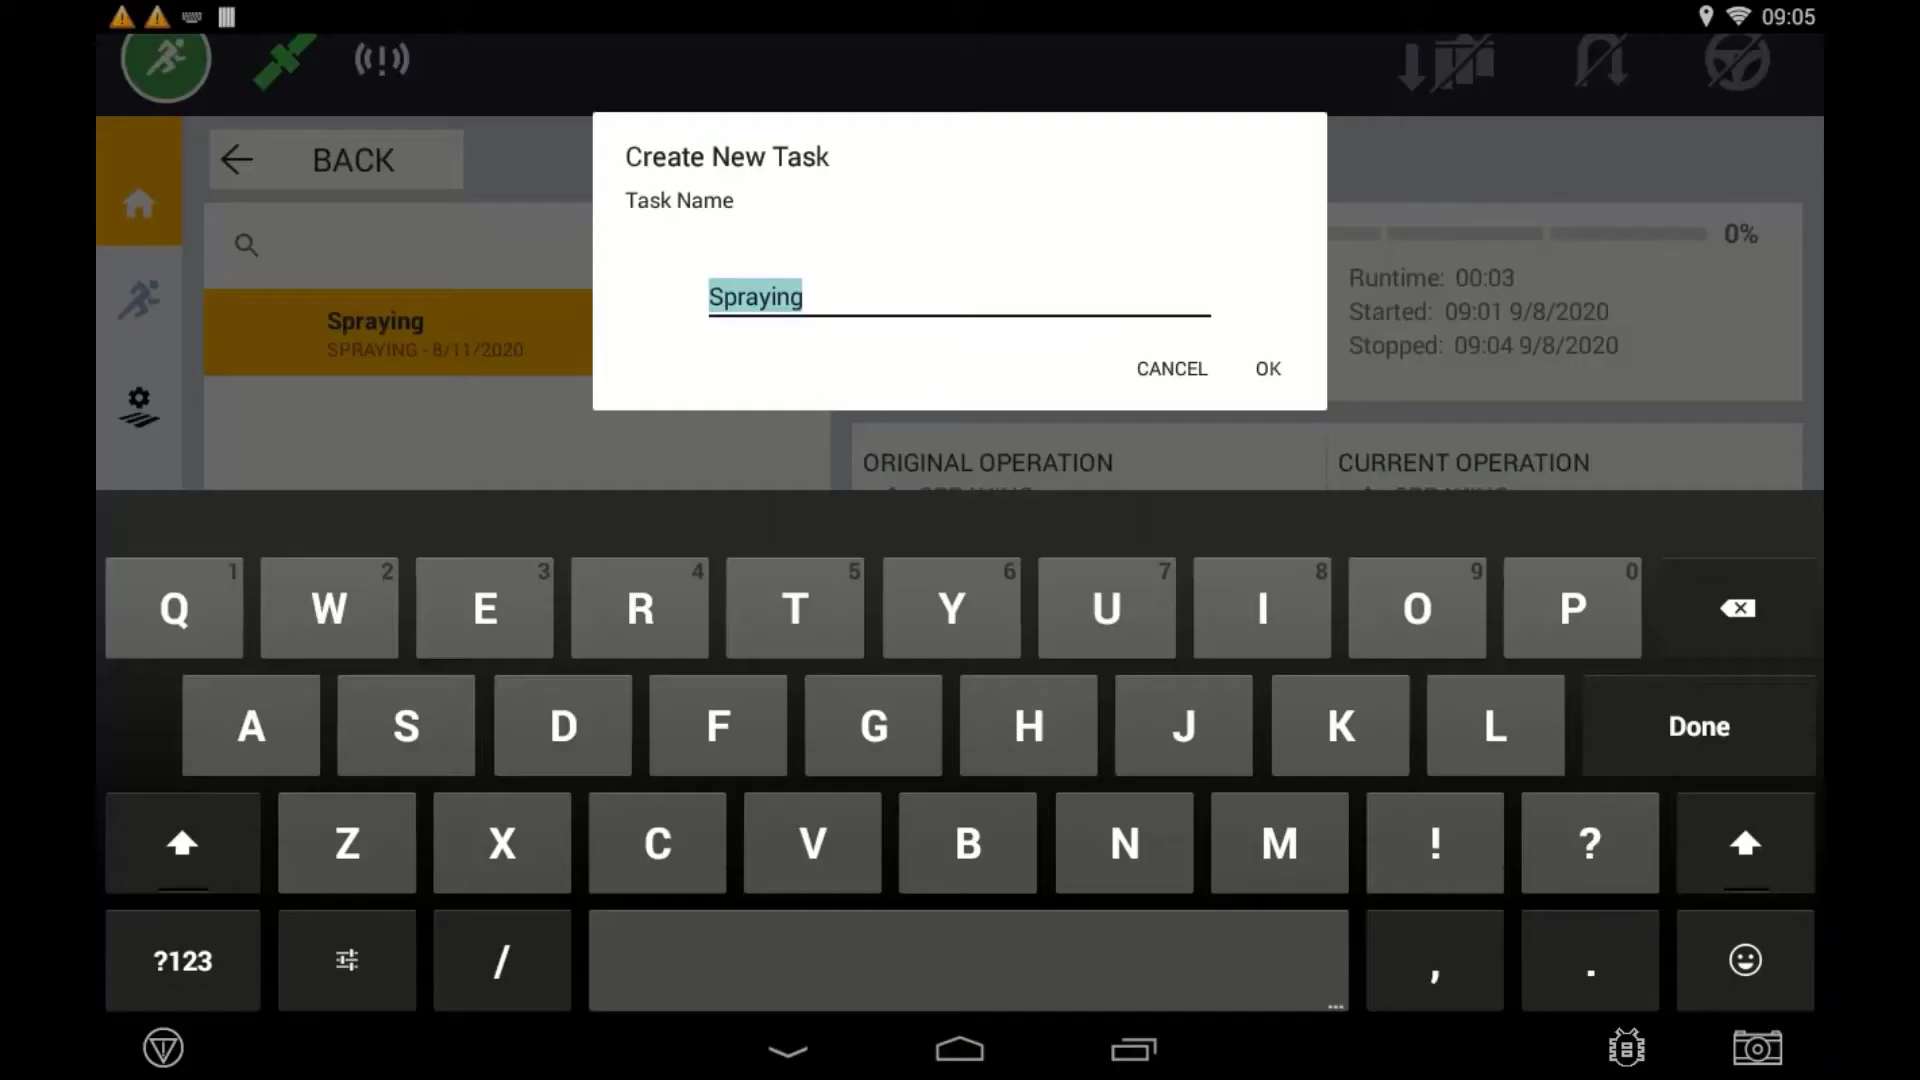 09:05
BACK
Create New Task
Task Name
Spraying
CANCEL OK
Spraying
SPRAYING - 8/11/2020
0%
Runtime: 00:03
Started: 09:01 9/8/2020
Stopped: 09:04 9/8/2020
ORIGINAL OPERATION
CURRENT OPERATION
Q 1 W 2 E 3 R 4 T 5 Y 6 U 7 I 8 O 9 P 0
A S D F G H J K L Done
Z X C V B N M ! ?
?123 / , .